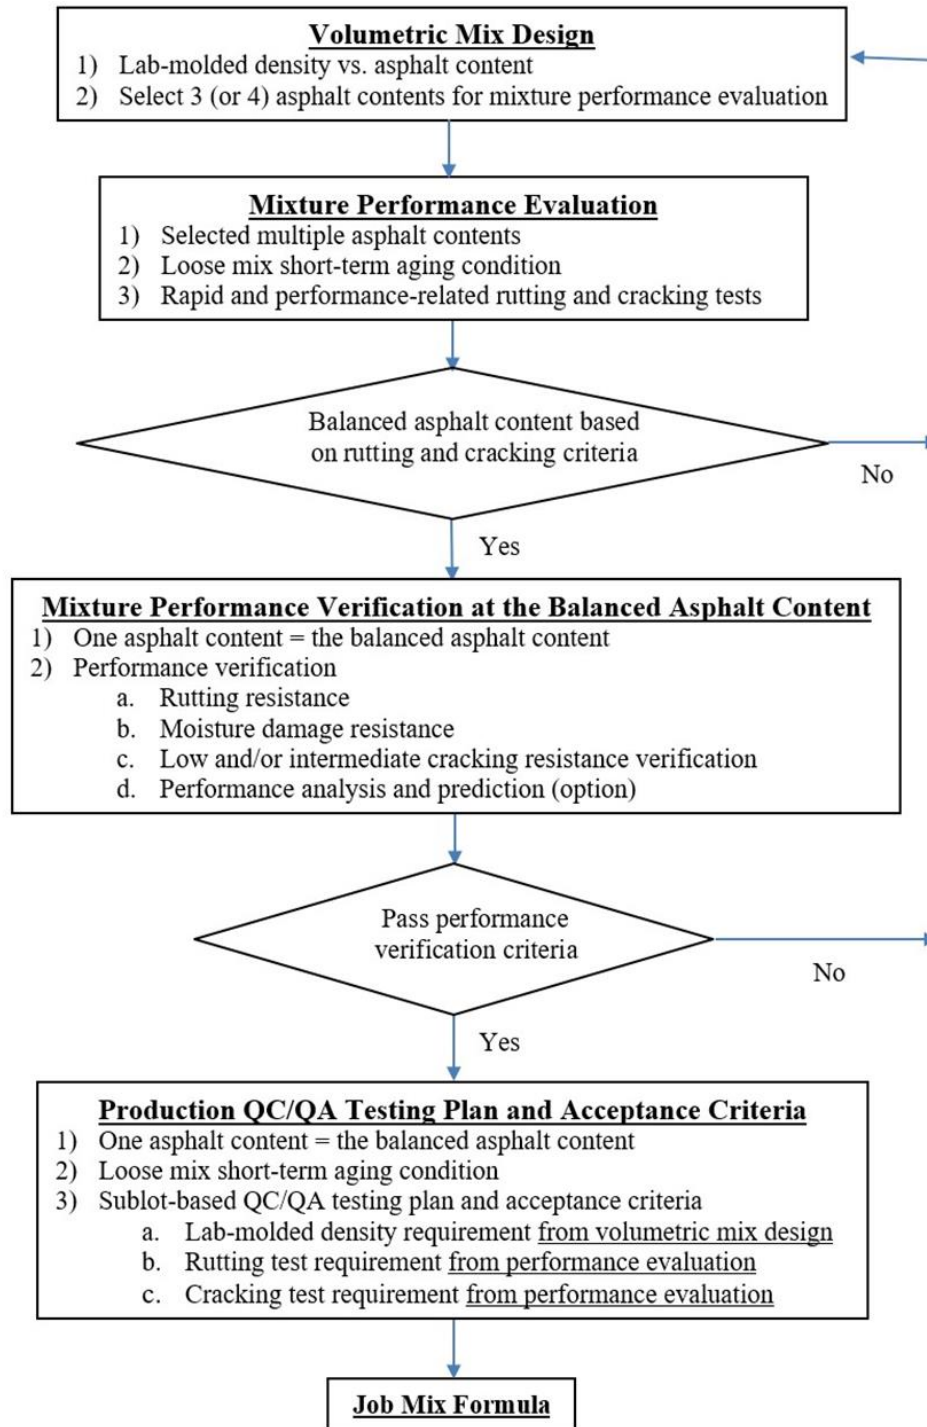 Volumetric Mix Design
1) Lab-molded density vs. asphalt content
2) Select 3 (or 4) asphalt contents for mixture performance evaluation
Mixture Performance Evaluation
1) Selected multiple asphalt contents
2) Loose mix short-term aging condition
3) Rapid and performance-related rutting and cracking tests
Balanced asphalt content based
on rutting and cracking criteria
No
Yes
Mixture Performance Verification at the Balanced Asphalt Content
1) One asphalt content = the balanced asphalt content
2) Performance verification
a. Rutting resistance
b. Moisture damage resistance
c. Low and/or intermediate cracking resistance verification
d. Performance analysis and prediction (option)
Pass performance
verification criteria
No
Yes
Production QC/QA Testing Plan and Acceptance Criteria
1) One asphalt content = the balanced asphalt content
2) Loose mix short-term aging condition
3) Sublot-based QC/QA testing plan and acceptance criteria
a. Lab-molded density requirement from volumetric mix design
b. Rutting test requirement from performance evaluation
c. Cracking test requirement from performance evaluation
Job Mix Formula